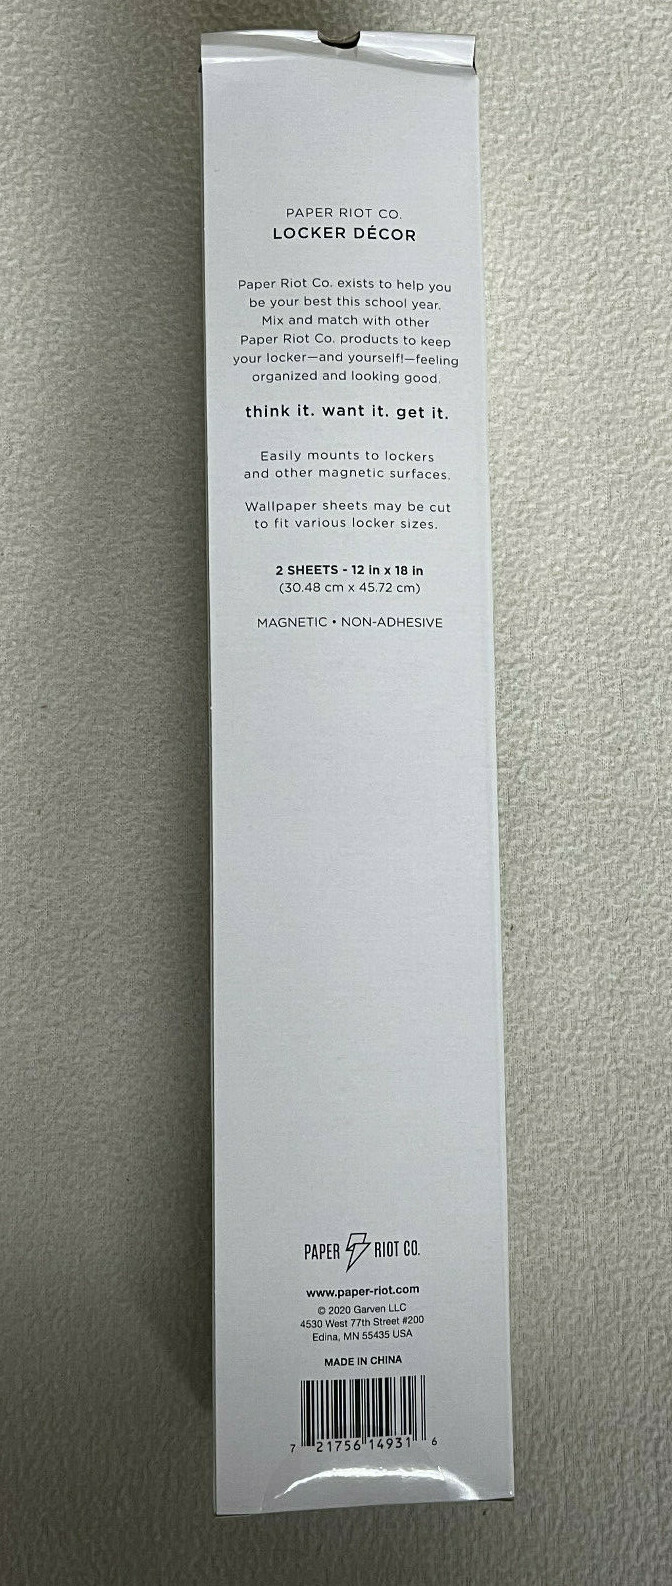 PAPER RIOT CO.
LOCKER DÉCOR
Paper Riot Co. exists to help you
be your best this school year.
Mix and match with other
Paper Riot Co. products to keep
your locker—and yourself!—feeling
organized and looking good.
think it. want it. get it.
Easily mounts to lockers
and other magnetic surfaces.
Wallpaper sheets may be cut
to fit various locker sizes.
2 SHEETS - 12 in x 18 in
(30.48 cm x 45.72 cm)
MAGNETIC • NON-ADHESIVE
PAPER RIOT CO.
www.paper-riot.com
© 2020 Garven LLC
4530 West 77th Street #200
Edina, MN 55435 USA
MADE IN CHINA
7 21756 14931 6